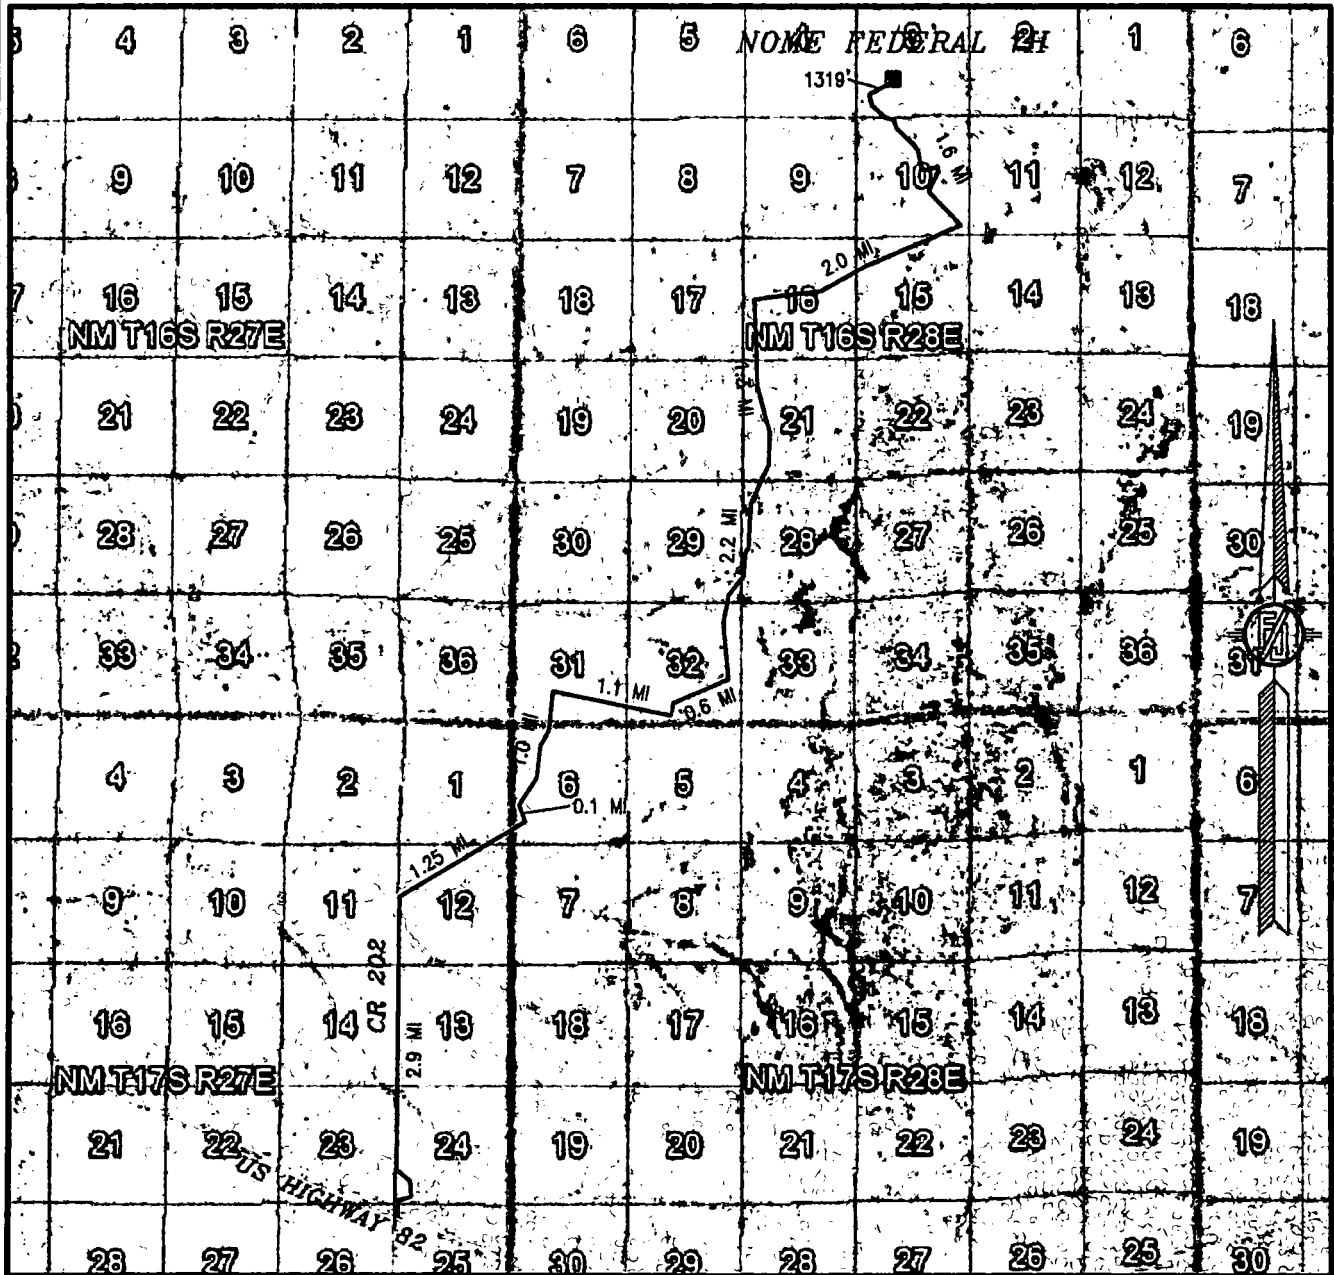 4 3 2 1 6 5 4 3 2 1 6
NOME FEDERAL 1H
1319'
1.6 MI
9 10 11 12 7 8 9 10 11 12 7
2.0 MI
16 15 14 13 18 17 16 15 14 13 18
NM T16S R27E NM T16S R28E
21 22 23 24 19 20 21 22 23 24 19
28 27 26 25 30 29 28 27 26 25 30
2.2 MI
33 34 35 36 31 32 33 34 35 36 31
1.1 MI
0.6 MI
1.0 MI
4 3 2 1 6 5 4 3 2 1 6
0.1 MI
1.25 MI
9 10 11 12 7 8 9 10 11 12 7
CR 202
16 15 14 13 18 17 16 15 14 13 18
2.9 MI
NM T17S R27E NM T17S R28E
21 22 23 24 19 20 21 22 23 24 19
US HIGHWAY 82
28 27 26 25 30 29 28 27 26 25 30